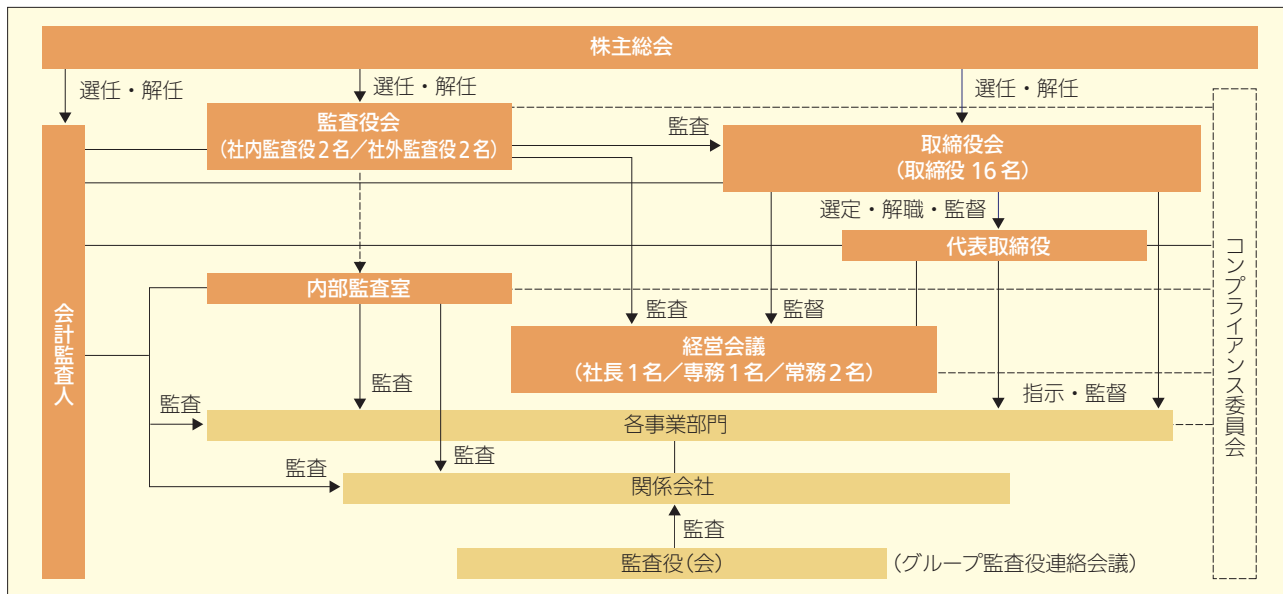 株主総会
選任・解任
選任・解任
選任・解任
監査役会
(社内監査役2名／社外監査役2名)
監査
取締役会
(取締役 16 名)
選定・解職・監督
代表取締役
内部監査室
会計監査人
監査
監督
経営会議
(社長1名／専務1名／常務2名)
コンプライアンス委員会
監査
指示・監督
監査
各事業部門
監査
監査
関係会社
監査
監査役(会)
(グループ監査役連絡会議)